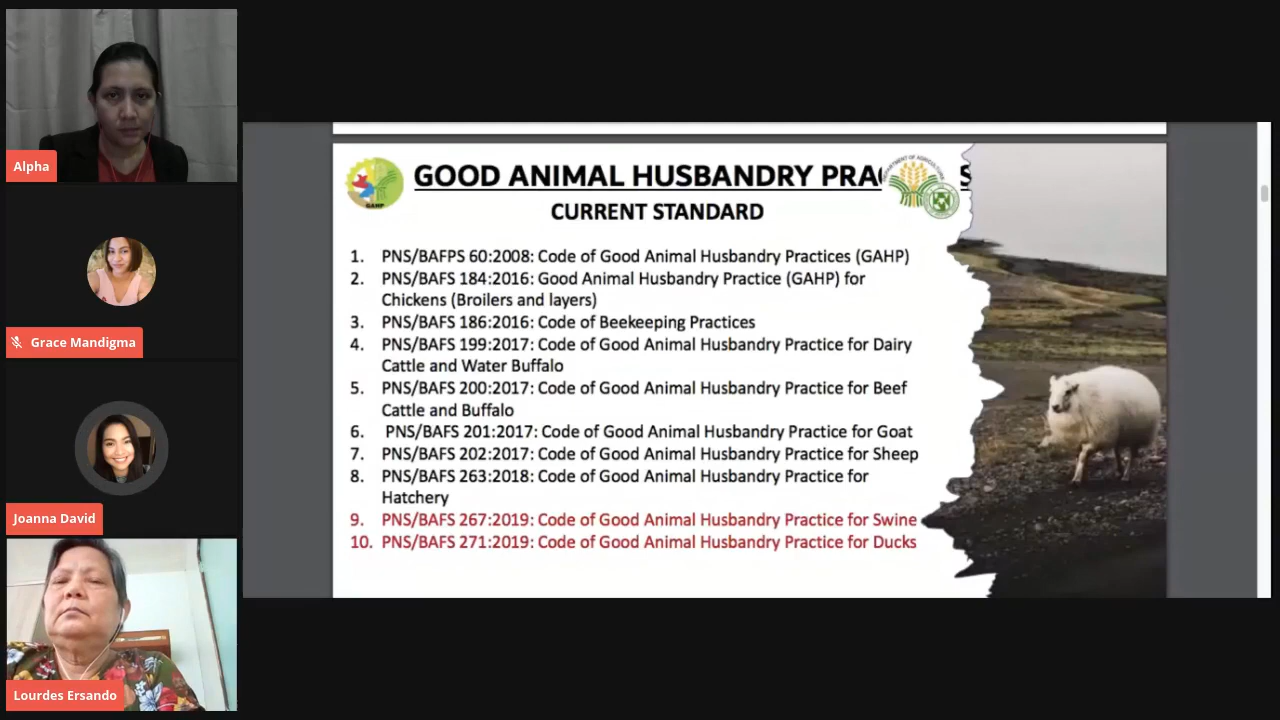 Alpha
Grace Mandigma
Joanna David
Lourdes Ersando
GAHP
GOOD ANIMAL HUSBANDRY PRA S
DEPARTMENT OF AGRICULTURE
CURRENT STANDARD
1. PNS/BAFPS 60:2008: Code of Good Animal Husbandry Practices (GAHP)
2. PNS/BAFS 184:2016: Good Animal Husbandry Practice (GAHP) for
Chickens (Broilers and layers)
3. PNS/BAFS 186:2016: Code of Beekeeping Practices
4. PNS/BAFS 199:2017: Code of Good Animal Husbandry Practice for Dairy
Cattle and Water Buffalo
5. PNS/BAFS 200:2017: Code of Good Animal Husbandry Practice for Beef
Cattle and Buffalo
6. PNS/BAFS 201:2017: Code of Good Animal Husbandry Practice for Goat
7. PNS/BAFS 202:2017: Code of Good Animal Husbandry Practice for Sheep
8. PNS/BAFS 263:2018: Code of Good Animal Husbandry Practice for
Hatchery
9. PNS/BAFS 267:2019: Code of Good Animal Husbandry Practice for Swine
10. PNS/BAFS 271:2019: Code of Good Animal Husbandry Practice for Ducks